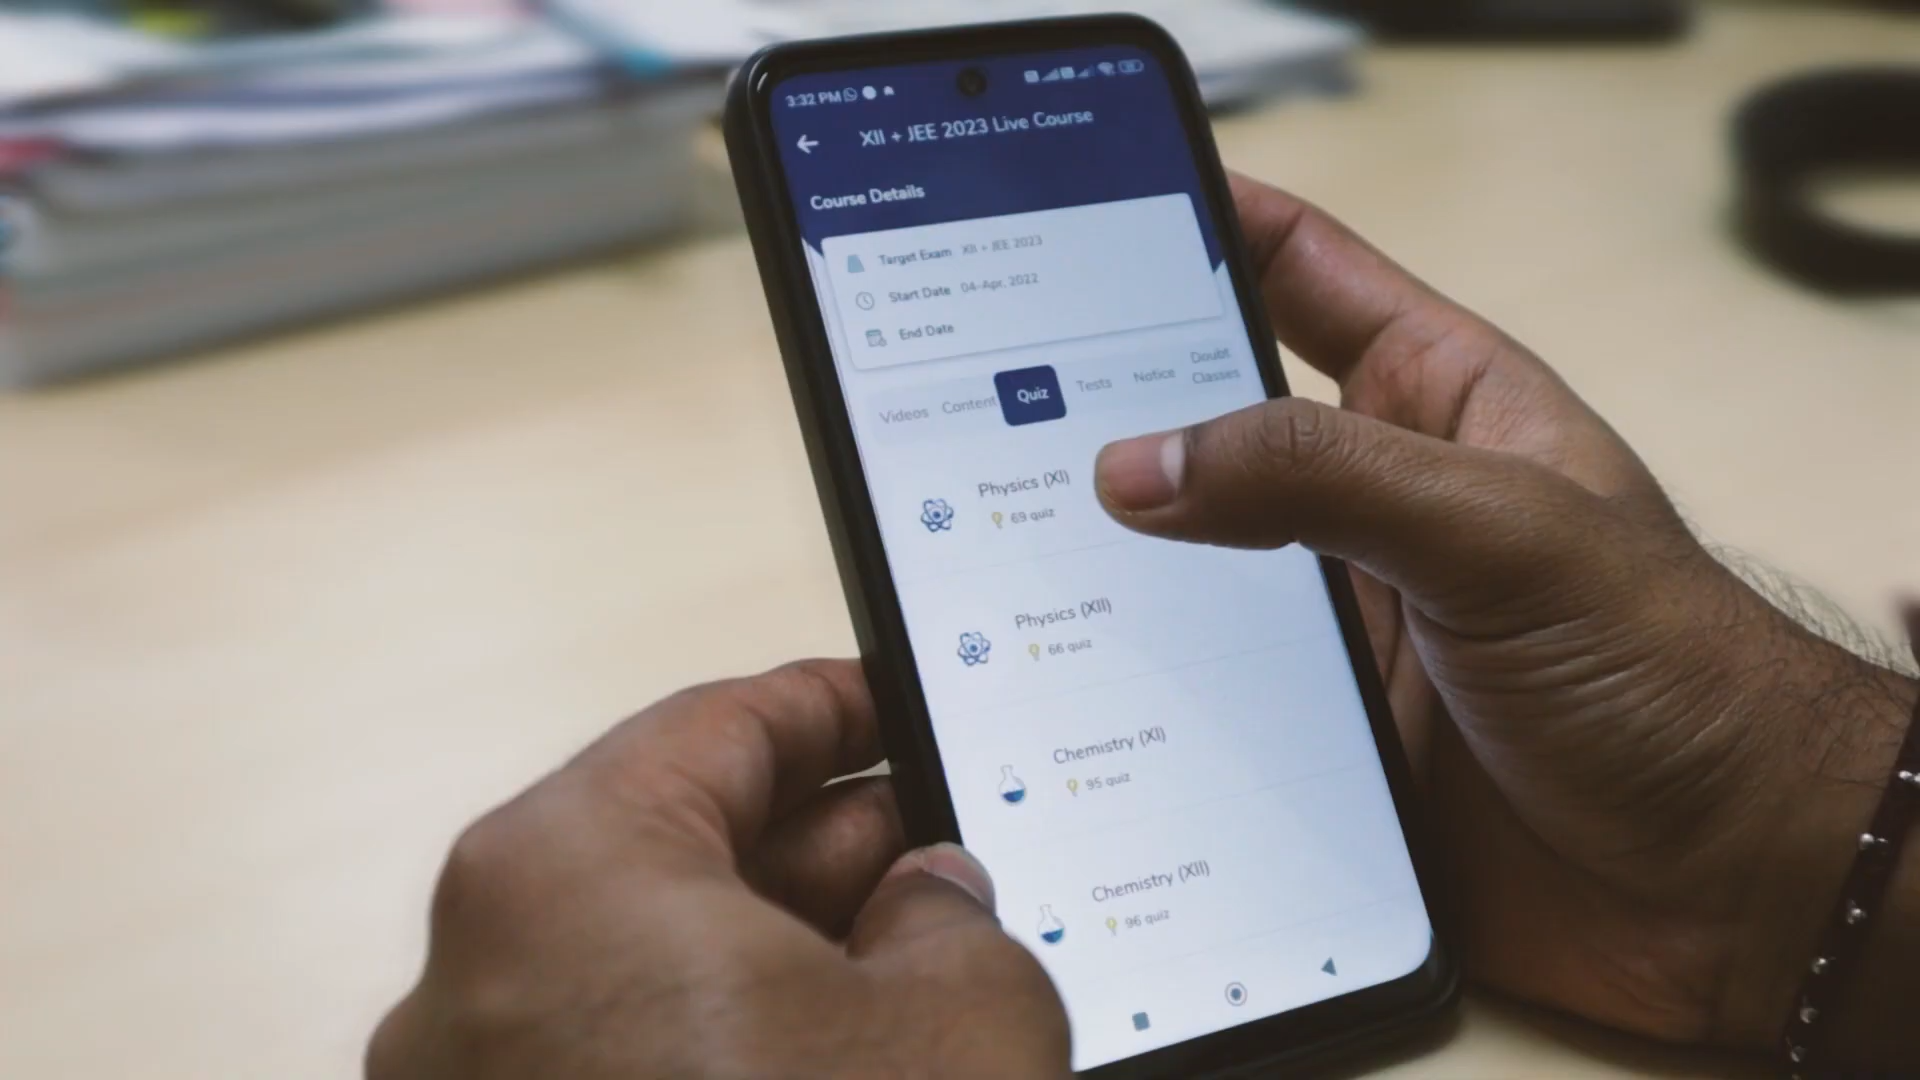 3:32 PM
XII + JEE 2023 Live Course
Course Details
Target Exam XII + JEE 2023
Start Date 04-Apr, 2022
End Date
Videos Content Quiz Tests Notice Doubt Classes
Physics (XI)
69 quiz
Physics (XII)
66 quiz
Chemistry (XI)
95 quiz
Chemistry (XII)
96 quiz